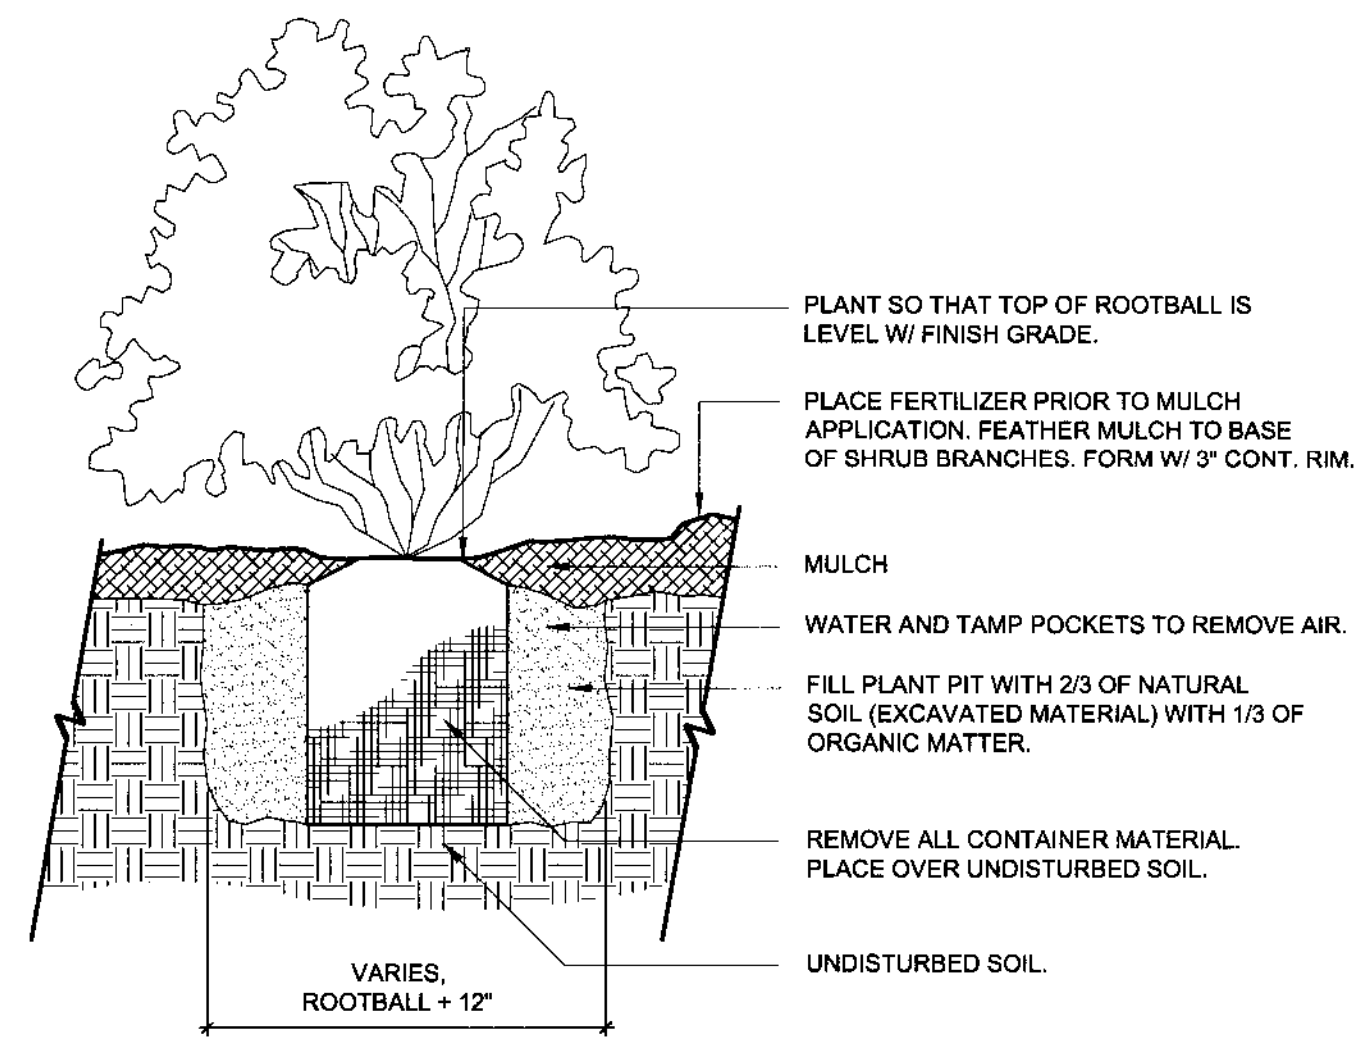 PLANT SO THAT TOP OF ROOTBALL IS
LEVEL W/ FINISH GRADE.
PLACE FERTILIZER PRIOR TO MULCH
APPLICATION. FEATHER MULCH TO BASE
OF SHRUB BRANCHES. FORM W/ 3" CONT. RIM.
MULCH
WATER AND TAMP POCKETS TO REMOVE AIR.
FILL PLANT PIT WITH 2/3 OF NATURAL
SOIL (EXCAVATED MATERIAL) WITH 1/3 OF
ORGANIC MATTER.
REMOVE ALL CONTAINER MATERIAL.
PLACE OVER UNDISTURBED SOIL.
UNDISTURBED SOIL.
VARIES,
ROOTBALL + 12"